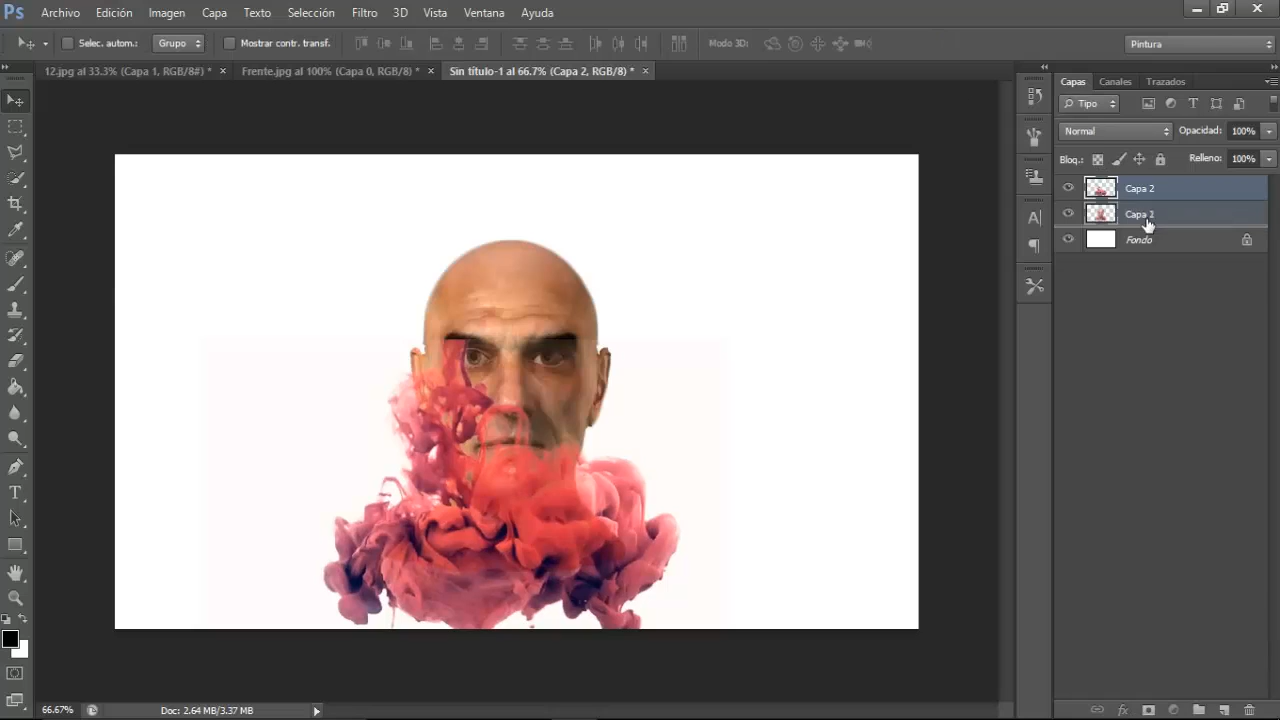 Ps Archivo Edición Imagen Capa Texto Selección Filtro 3D Vista Ventana Ayuda
Selec. autom.: Grupo Mostrar contr. transf. Modo 3D: Pintura
12.jpg al 33.3% (Capa 1, RGB/8#) * × Frente.jpg al 100% (Capa 0, RGB/8) * × Sin título-1 al 66.7% (Capa 2, RGB/8) * ×
Capas Canales Trazados
Tipo
Normal Opacidad: 100%
Bloq.: Relleno: 100%
Capa 2
Capa 1
Fondo
66.67% Doc: 2.64 MB/3.37 MB